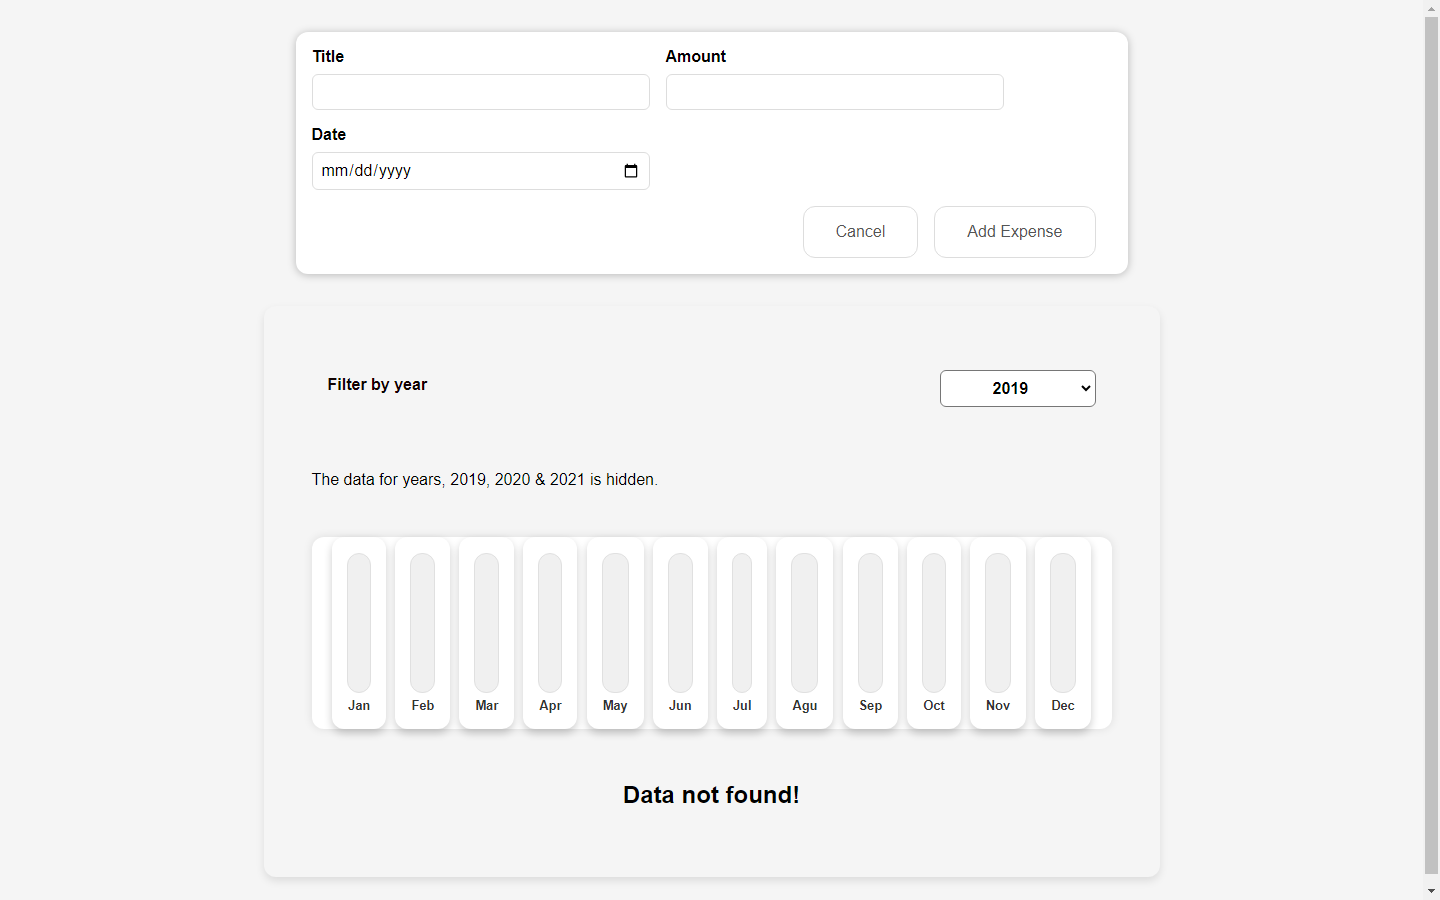 Title
Amount
Date
mm/dd/yyyy
Cancel
Add Expense
Filter by year
2019
The data for years, 2019, 2020 & 2021 is hidden.
Jan
Feb
Mar
Apr
May
Jun
Jul
Agu
Sep
Oct
Nov
Dec
Data not found!